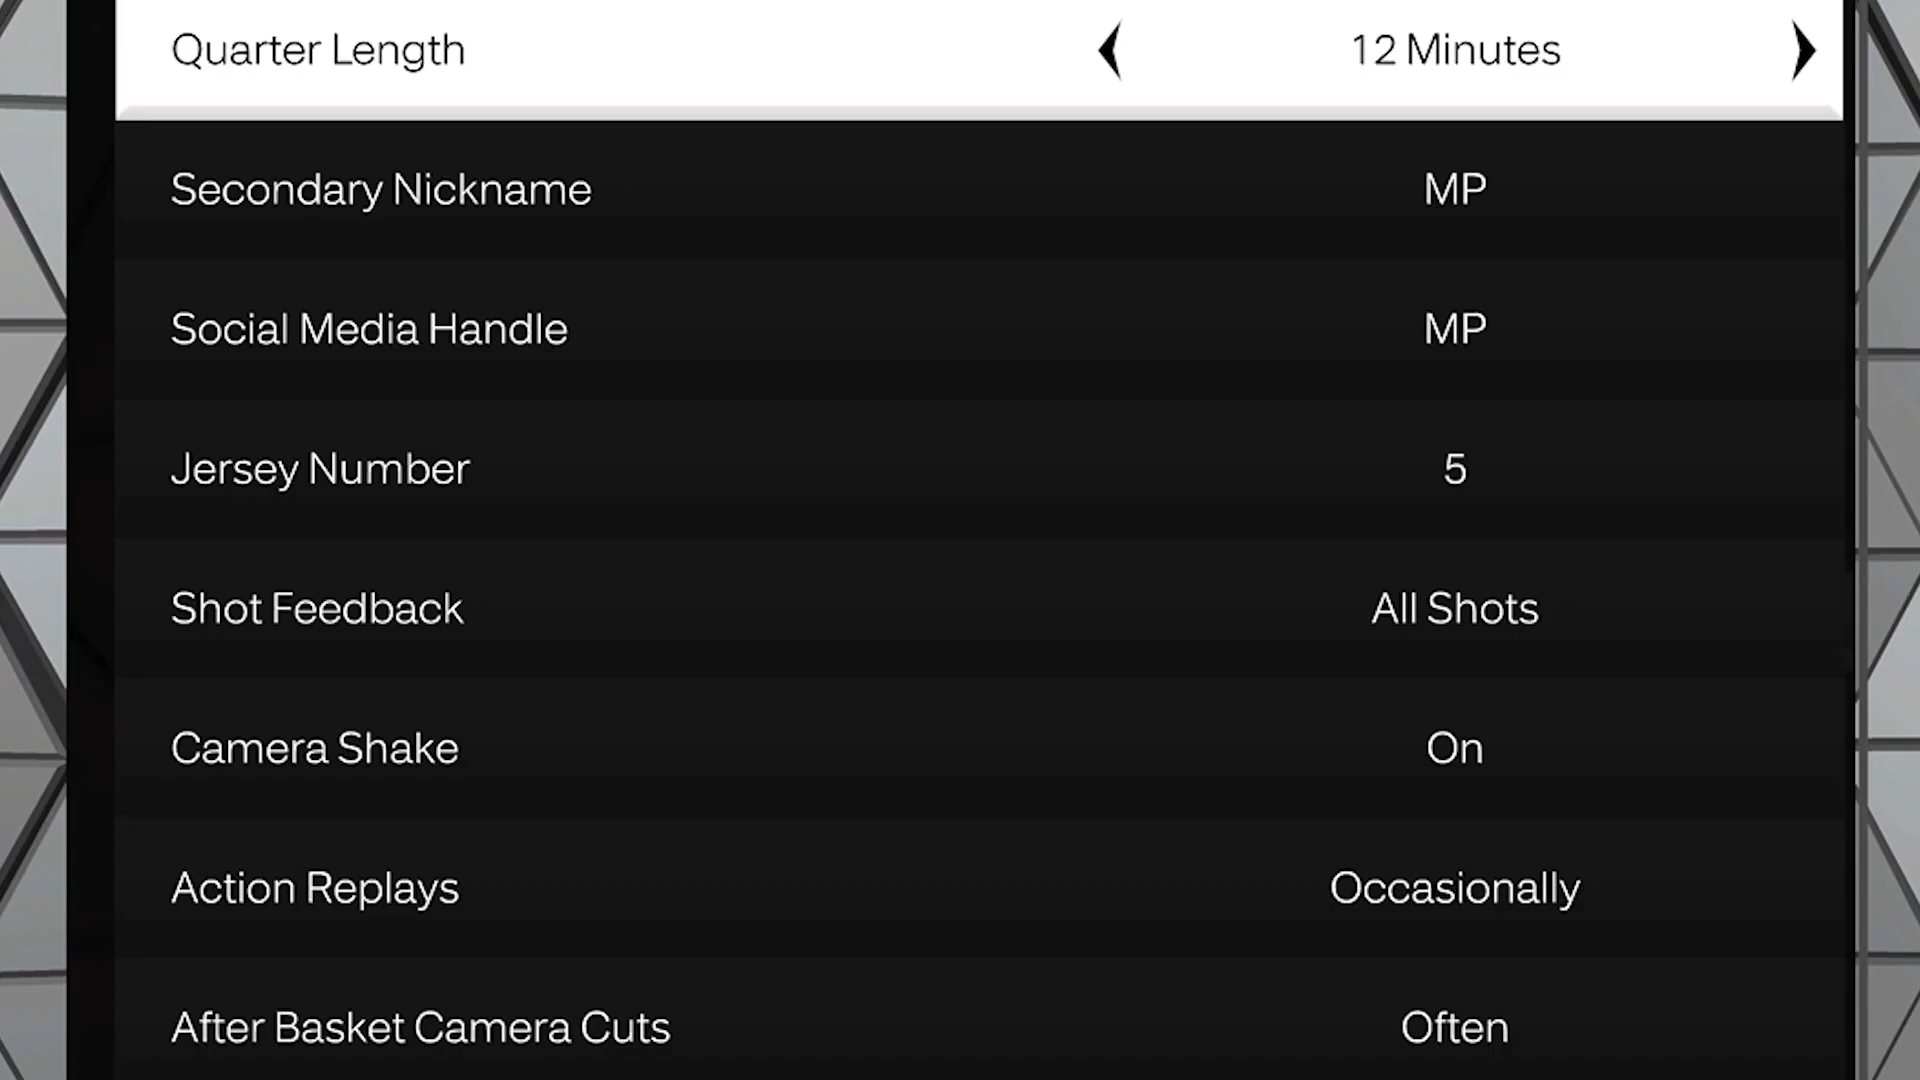 Quarter Length 12 Minutes
Secondary Nickname MP
Social Media Handle MP
Jersey Number 5
Shot Feedback All Shots
Camera Shake On
Action Replays Occasionally
After Basket Camera Cuts Often